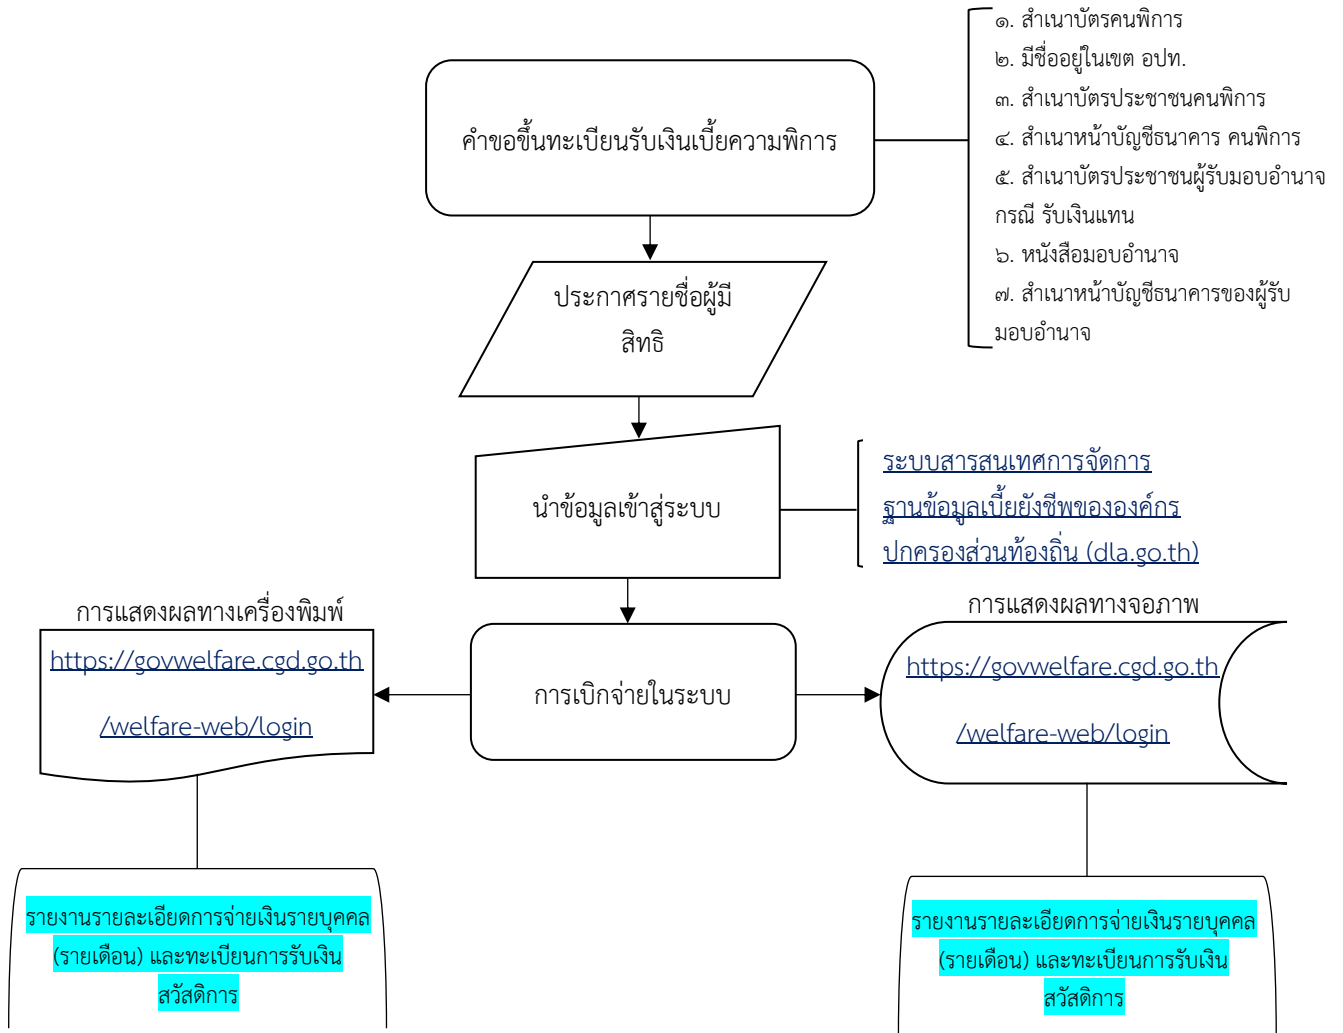 คำขอขึ้นทะเบียนรับเงินเบี้ยความพิการ
๑. สำเนาบัตรคนพิการ
๒. มีชื่ออยู่ในเขต อปท.
๓. สำเนาบัตรประชาชนคนพิการ
๔. สำเนาหน้าบัญชีธนาคาร คนพิการ
๕. สำเนาบัตรประชาชนผู้รับมอบอำนาจ
กรณี รับเงินแทน
๖. หนังสือมอบอำนาจ
๗. สำเนาหน้าบัญชีธนาคารของผู้รับ
มอบอำนาจ
ประกาศรายชื่อผู้มี
สิทธิ
นำข้อมูลเข้าสู่ระบบ
ระบบสารสนเทศการจัดการ
ฐานข้อมูลเบี้ยยังชีพขององค์กร
ปกครองส่วนท้องถิ่น (dla.go.th)
การเบิกจ่ายในระบบ
การแสดงผลทางเครื่องพิมพ์
https://govwelfare.cgd.go.th
/welfare-web/login
รายงานรายละเอียดการจ่ายเงินรายบุคคล
(รายเดือน) และทะเบียนการรับเงิน
สวัสดิการ
การแสดงผลทางจอภาพ
https://govwelfare.cgd.go.th
/welfare-web/login
รายงานรายละเอียดการจ่ายเงินรายบุคคล
(รายเดือน) และทะเบียนการรับเงิน
สวัสดิการ